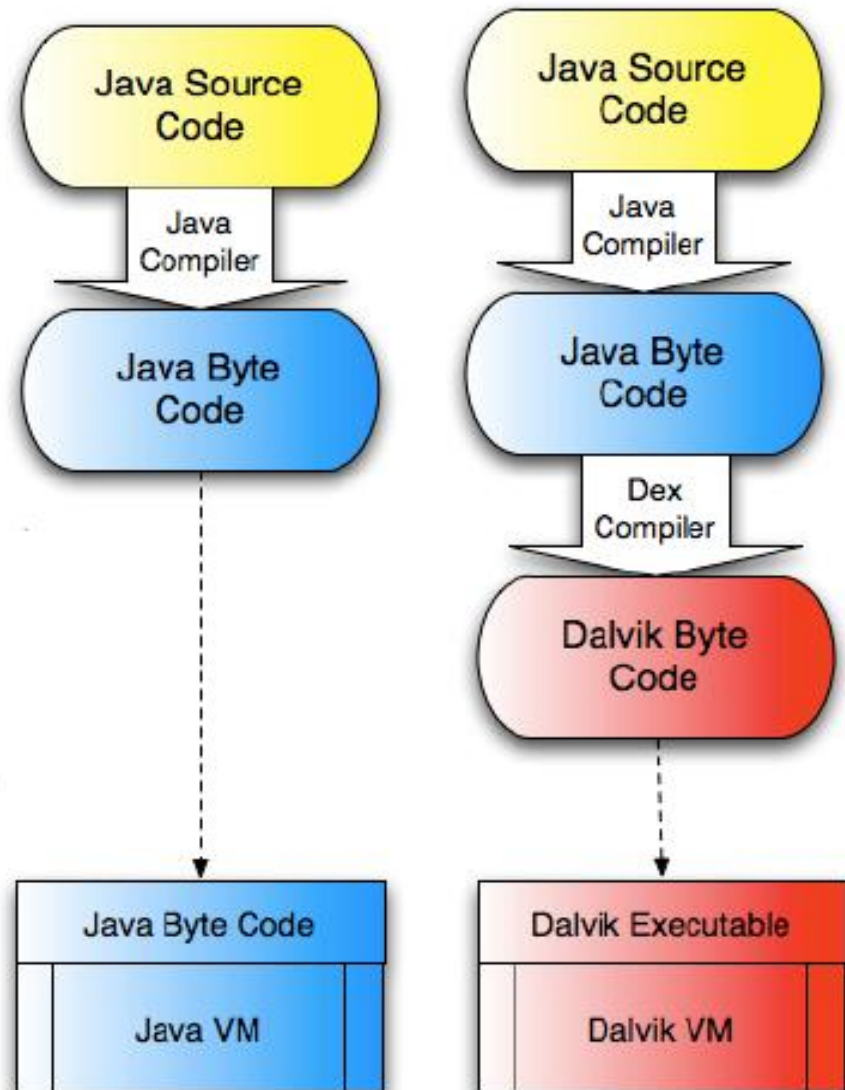 Java Source
Code
Java
Compiler
Java Byte
Code
Java Byte Code
Java VM
Java Source
Code
Java
Compiler
Java Byte
Code
Dex
Compiler
Dalvik Byte
Code
Dalvik Executable
Dalvik VM